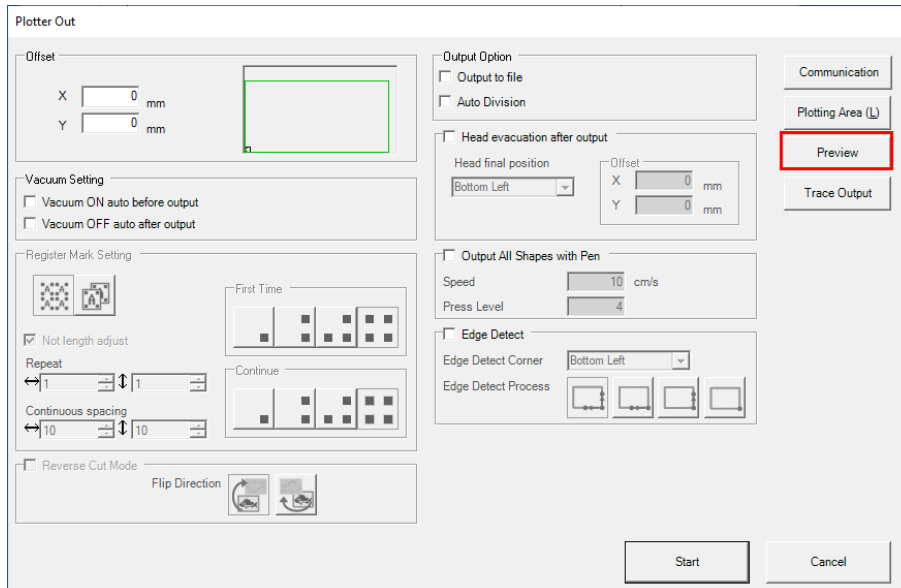 Plotter Out
Offset
X 0 mm
Y 0 mm
Vacuum Setting
Vacuum ON auto before output
Vacuum OFF auto after output
Register Mark Setting
Not length adjust
Repeat
1 1
Continuous spacing
10 10
First Time
Continue
Reverse Cut Mode
Flip Direction
Output Option
Output to file
Auto Division
Head evacuation after output
Head final position
Bottom Left
Offset
X 0 mm
Y 0 mm
Output All Shapes with Pen
Speed 10 cm/s
Press Level 4
Edge Detect
Edge Detect Corner Bottom Left
Edge Detect Process
Communication
Plotting Area (L)
Preview
Trace Output
Start
Cancel